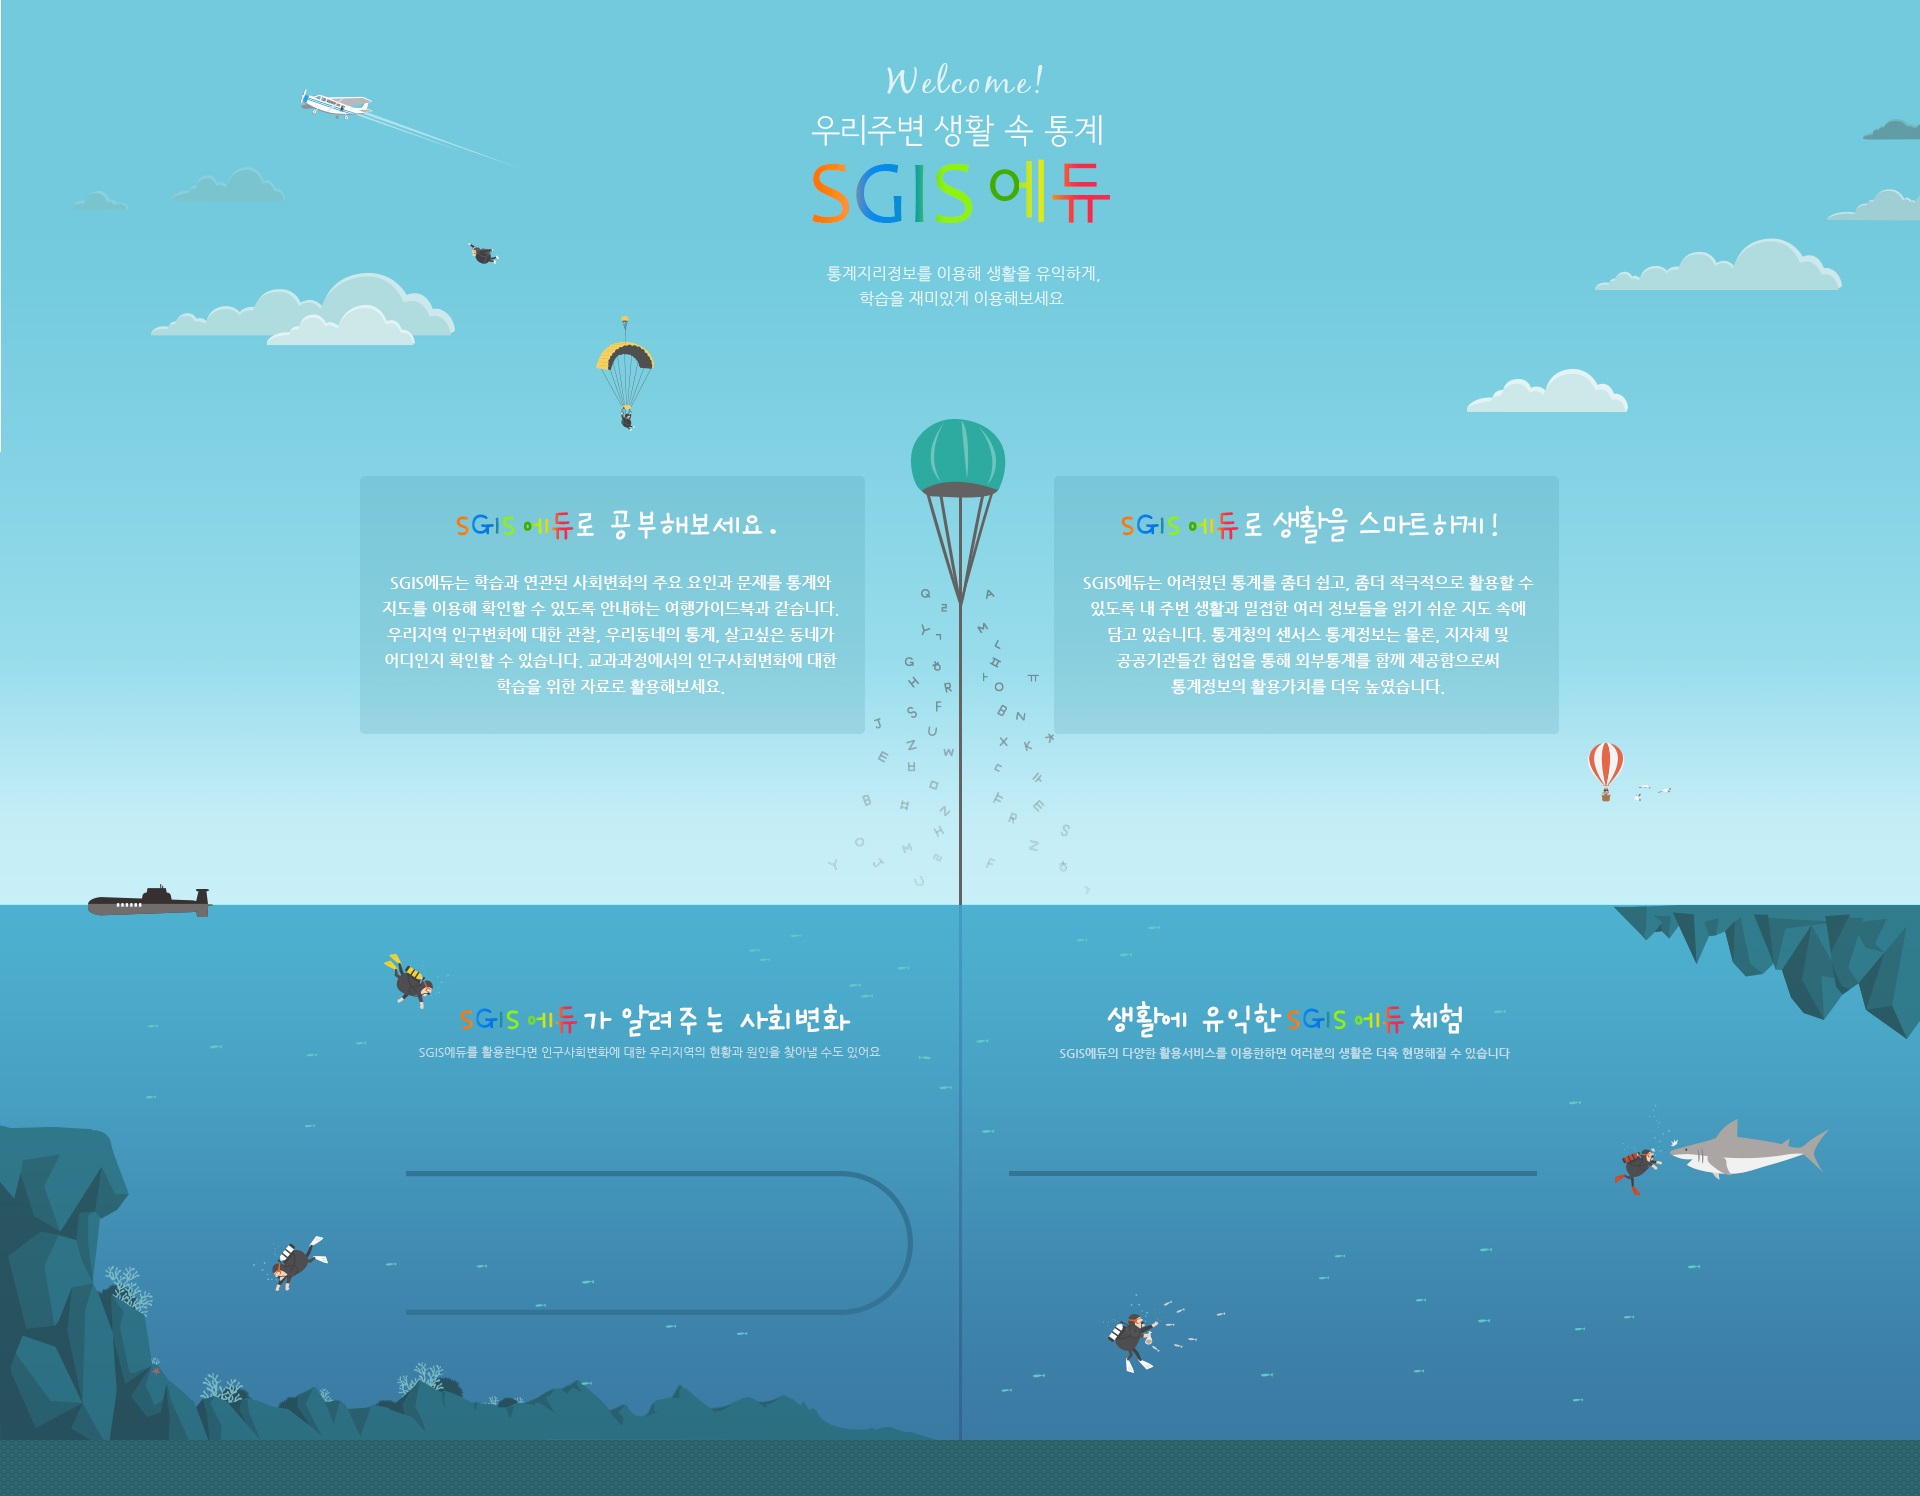 Welcome!
우리주변 생활 속 통계
SGIS 에듀
통계지리정보를 이용해 생활을 유익하게,
학습을 재미있게 이용해보세요
SGIS 에듀로 공부해보세요.
SGIS에듀는 학습과 연관된 사회변화의 주요 요인과 문제를 통계와
지도를 이용해 확인할 수 있도록 안내하는 여행가이드북과 같습니다.
우리지역 인구변화에 대한 관찰, 우리동네의 통계, 살고싶은 동네가
어디인지 확인할 수 있습니다. 교과과정에서의 인구사회변화에 대한
학습을 위한 자료로 활용해보세요.
SGIS 에듀로 생활을 스마트하게!
SGIS에듀는 어려웠던 통계를 좀더 쉽고, 좀더 적극적으로 활용할 수
있도록 내 주변 생활과 밀접한 여러 정보들을 읽기 쉬운 지도 속에
담고 있습니다. 통계청의 센서스 통계정보는 물론, 지자체 및
공공기관들간 협업을 통해 외부통계를 함께 제공함으로써
통계정보의 활용가치를 더욱 높였습니다.
SGIS 에듀가 알려주는 사회변화
SGIS에듀를 활용한다면 인구사회변화에 대한 우리지역의 현황과 원인을 찾아낼 수도 있어요
생활에 유익한 SGIS 에듀 체험
SGIS에듀의 다양한 활용서비스를 이용한하면 여러분의 생활은 더욱 현명해질 수 있습니다